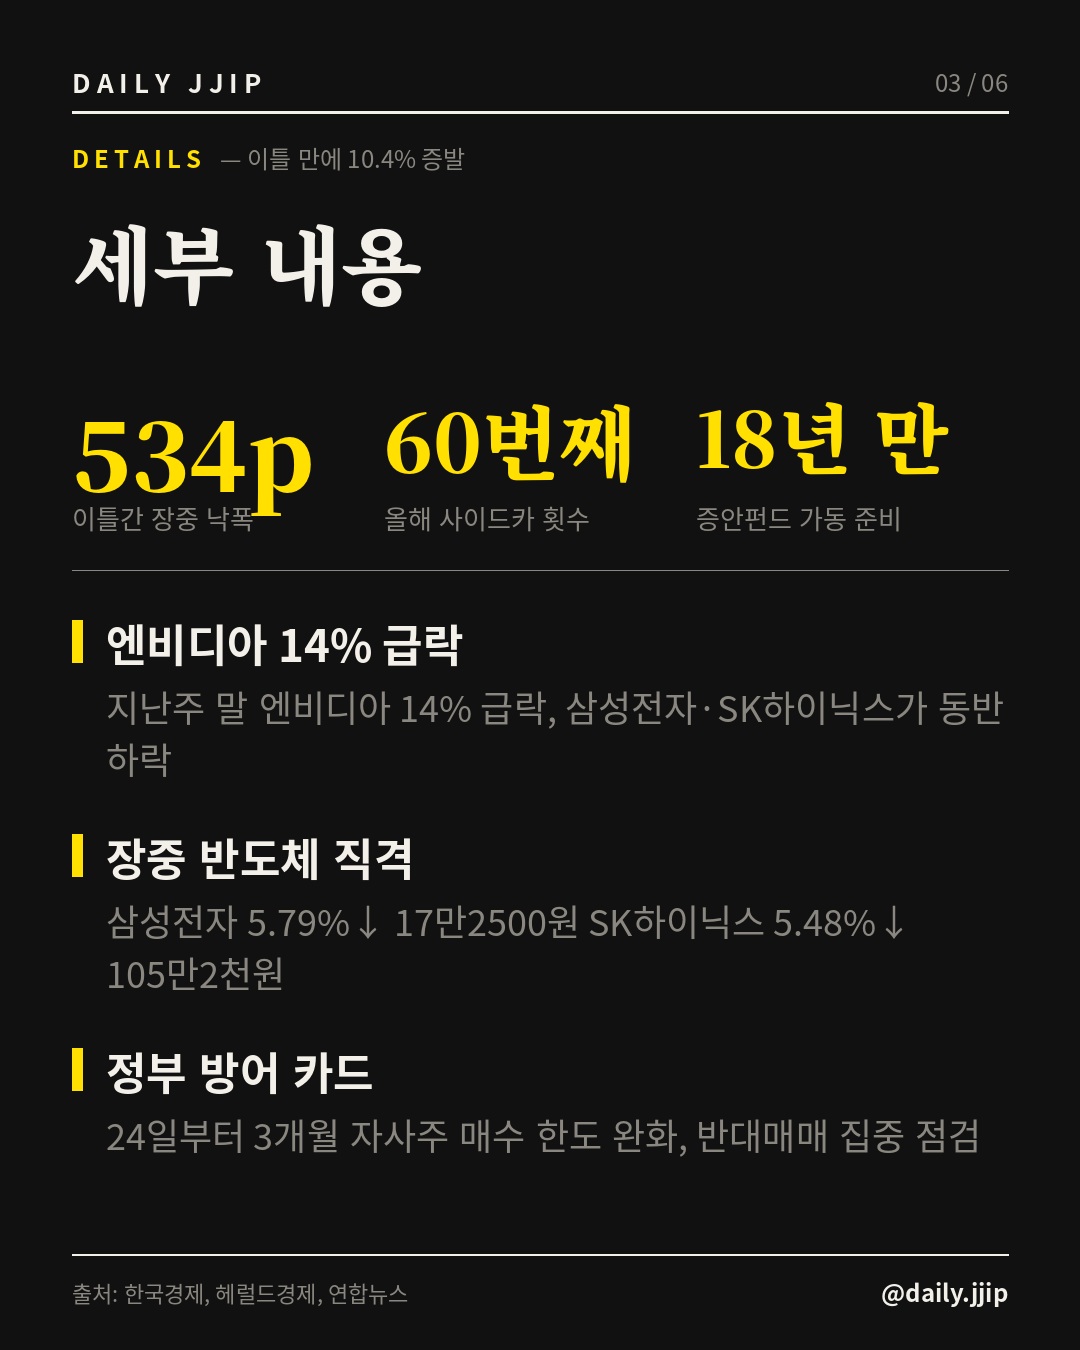 DAILY JJIP
03 / 06
DETAILS — 이틀 만에 10.4% 증발
세부 내용
534p 60번째 18년 만
이틀간 장중 낙폭 올해 사이드카 횟수 증안펀드 가동 준비
엔비디아 14% 급락
지난주 말 엔비디아 14% 급락, 삼성전자·SK하이닉스가 동반
하락
장중 반도체 직격
삼성전자 5.79%↓ 17만2500원 SK하이닉스 5.48%↓
105만2천원
정부 방어 카드
24일부터 3개월 자사주 매수 한도 완화, 반대매매 집중 점검
출처: 한국경제, 헤럴드경제, 연합뉴스
@daily.jjip